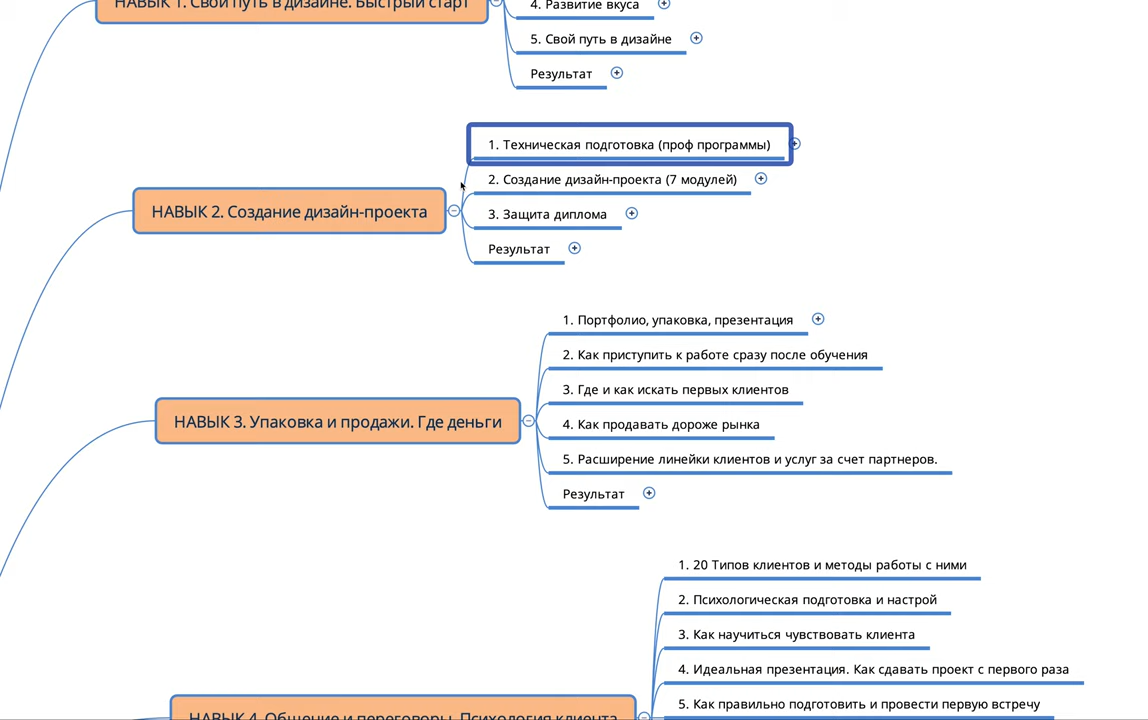 НАВЫК 1. Свой путь в дизайне. Быстрый старт
4. Развитие вкуса
5. Свой путь в дизайне
Результат
НАВЫК 2. Создание дизайн-проекта
1. Техническая подготовка (проф программы)
2. Создание дизайн-проекта (7 модулей)
3. Защита диплома
Результат
НАВЫК 3. Упаковка и продажи. Где деньги
1. Портфолио, упаковка, презентация
2. Как приступить к работе сразу после обучения
3. Где и как искать первых клиентов
4. Как продавать дороже рынка
5. Расширение линейки клиентов и услуг за счет партнеров.
Результат
НАВЫК 4. Общение и переговоры. Психология клиента
1. 20 Типов клиентов и методы работы с ними
2. Психологическая подготовка и настрой
3. Как научиться чувствовать клиента
4. Идеальная презентация. Как сдавать проект с первого раза
5. Как правильно подготовить и провести первую встречу